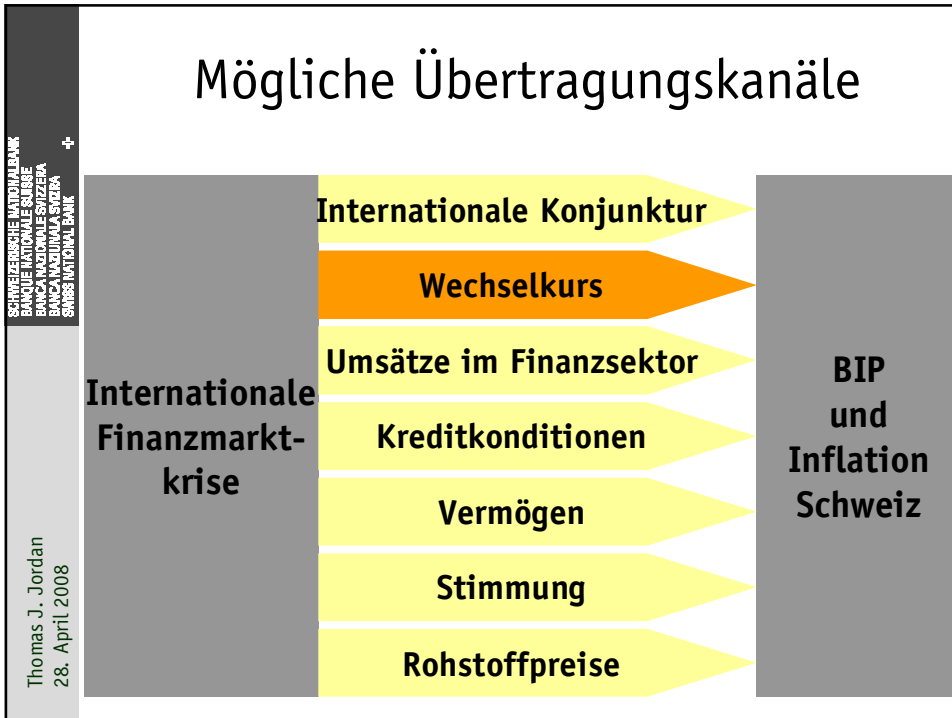 Mögliche Übertragungskanäle
SCHWEIZERISCHE NATIONALBANK
BANQUE NATIONALE SUISSE
BANCA NAZIONALE SVIZZERA
BANCA NAZIUNALA SVIZRA
SWISS NATIONAL BANK
Internationale
Finanzmarkt-
krise
Internationale Konjunktur
Wechselkurs
Umsätze im Finanzsektor
Kreditkonditionen
Vermögen
Stimmung
Rohstoffpreise
BIP
und
Inflation
Schweiz
Thomas J. Jordan
28. April 2008